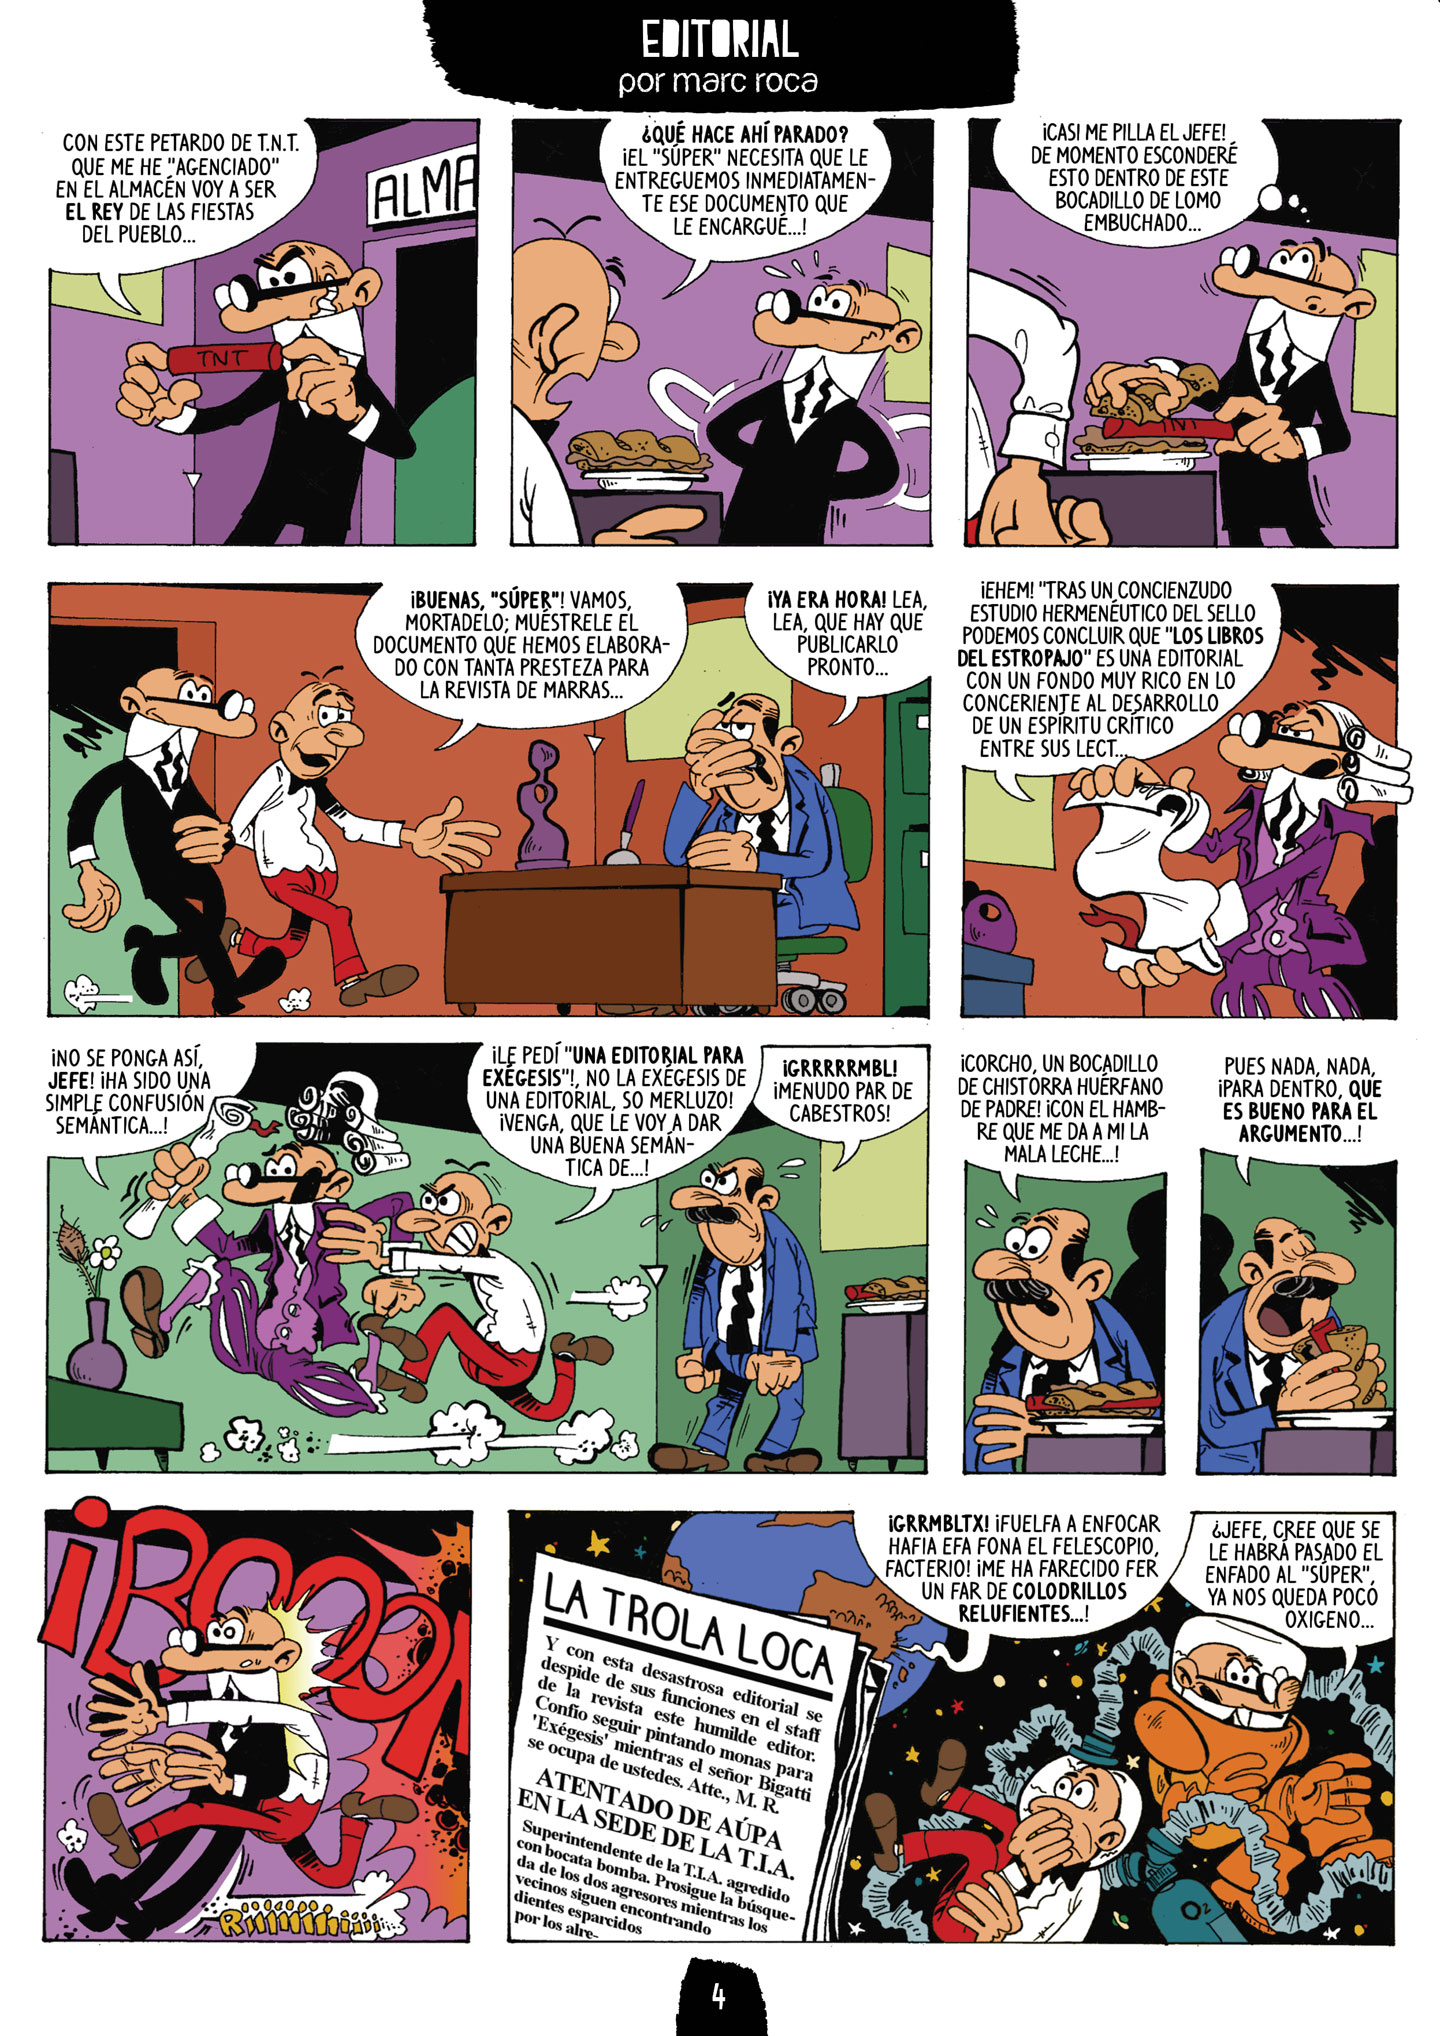 EDITORIAL
por marc roca
CON ESTE PETARDO DE T.N.T.
QUE ME HE "AGENCIADO"
EN EL ALMACÉN VOY A SER
EL REY DE LAS FIESTAS
DEL PUEBLO...
ALMA
TNT
¿QUÉ HACE AHÍ PARADO?
¡EL "SÚPER" NECESITA QUE LE
ENTREGUEMOS INMEDIATAMEN-
TE ESE DOCUMENTO QUE
LE ENCARGUÉ...!
¡CASI ME PILLA EL JEFE!
DE MOMENTO ESCONDERÉ
ESTO DENTRO DE ESTE
BOCADILLO DE LOMO
EMBUCHADO...
TNT
¡BUENAS, "SÚPER"! VAMOS,
MORTADELO; MUÉSTRELE EL
DOCUMENTO QUE HEMOS ELABORA-
DO CON TANTA PRESTEZA PARA
LA REVISTA DE MARRAS...
¡YA ERA HORA! LEA,
LEA, QUE HAY QUE
PUBLICARLO
PRONTO...
¡EHEM! "TRAS UN CONCIENZUDO
ESTUDIO HERMENÉUTICO DEL SELLO
PODEMOS CONCLUIR QUE "LOS LIBROS
DEL ESTROPAJO" ES UNA EDITORIAL
CON UN FONDO MUY RICO EN LO
CONCERIENTE AL DESARROLLO
DE UN ESPÍRITU CRÍTICO
ENTRE SUS LECT...
¡NO SE PONGA ASÍ,
JEFE! ¡HA SIDO UNA
SIMPLE CONFUSIÓN
SEMÁNTICA...!
¡LE PEDÍ "UNA EDITORIAL PARA
EXÉGESIS"!, NO LA EXÉGESIS DE
UNA EDITORIAL, SO MERLUZO!
¡VENGA, QUE LE VOY A DAR
UNA BUENA SEMÁN-
TICA DE...!
¡GRRRRRMBL!
¡MENUDO PAR DE
CABESTROS!
¡CORCHO, UN BOCADILLO
DE CHISTORRA HUÉRFANO
DE PADRE! ¡CON EL HAMB-
RE QUE ME DA A MI LA
MALA LECHE...!
PUES NADA, NADA,
¡PARA DENTRO, QUE
ES BUENO PARA EL
ARGUMENTO...!
¡BOOOM
Riiiiiiiiiiiii
LA TROLA LOCA
Y con esta desastrosa editorial se
despide de sus funciones en el staff
de la revista este humilde editor.
Confío seguir pintando monas para
'Exégesis' mientras el señor Bigatti
se ocupa de ustedes. Atte., M. R.
ATENTADO DE AÚPA
EN LA SEDE DE LA T.I.A.
Superintendente de la T.I.A. agredido
con bocata bomba. Prosigue la búsque-
da de los dos agresores mientras los
vecinos siguen encontrando
dientes esparcidos
por los alre-
¡GRRMBLTX! ¡FUELFA A ENFOCAR
HAFIA EFA FONA EL FELESCOPIO,
FACTERIO! ¡ME HA FARECIDO FER
UN FAR DE COLODRILLOS
RELUFIENTES...!
¿JEFE, CREE QUE SE
LE HABRÁ PASADO EL
ENFADO AL "SÚPER",
YA NOS QUEDA POCO
OXIGENO...
O2
4